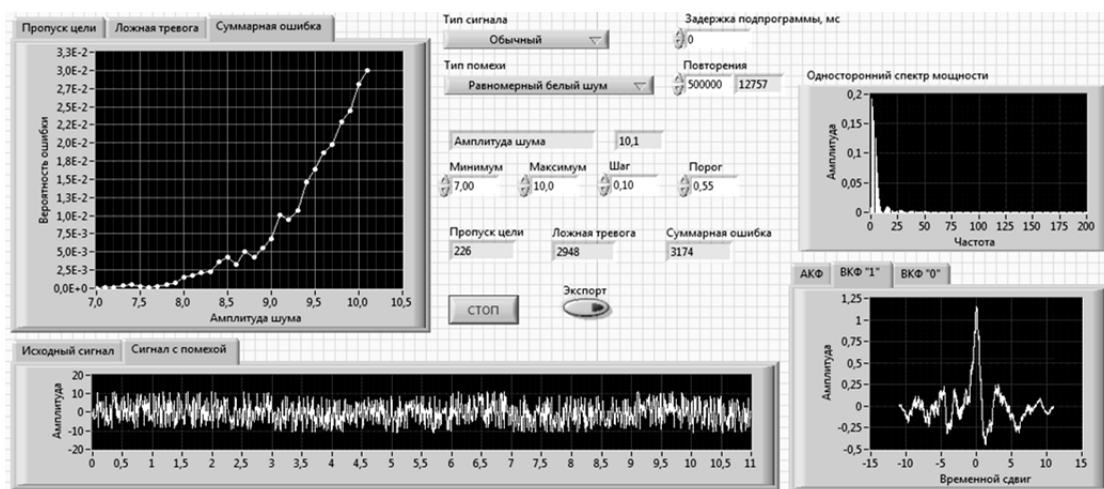 Пропуск цели Ложная тревога Суммарная ошибка
3,3E-2
3,0E-2
2,7E-2
2,5E-2
2,2E-2
2,0E-2
1,8E-2
1,5E-2
1,3E-2
1,0E-2
7,5E-3
5,0E-3
2,5E-3
0,0E+0
Вероятность ошибки
7,0 7,5 8,0 8,5 9,0 9,5 10,0 10,5
Амплитуда шума
Тип сигнала
Обычный
Задержка подпрограммы, мс
0
Тип помехи
Равномерный белый шум
Повторения
500000 12757
Амплитуда шума 10,1
Минимум Максимум Шаг Порог
7,00 10,0 0,10 0,55
Пропуск цели Ложная тревога Суммарная ошибка
226 2948 3174
СТОП
Экспорт
Односторонний спектр мощности
0,2
0,15
0,1
0,05
0
Амплитуда
0 25 50 75 100 125 150 175 200
Частота
АКФ ВКФ "1" ВКФ "0"
1,25
1
0,75
0,5
0,25
0
-0,25
-0,5
Амплитуда
-15 -10 -5 0 5 10 15
Временной сдвиг
Исходный сигнал Сигнал с помехой
20
10
0
-10
-20
Амплитуда
0 0,5 1 1,5 2 2,5 3 3,5 4 4,5 5 5,5 6 6,5 7 7,5 8 8,5 9 9,5 10 10,5 11